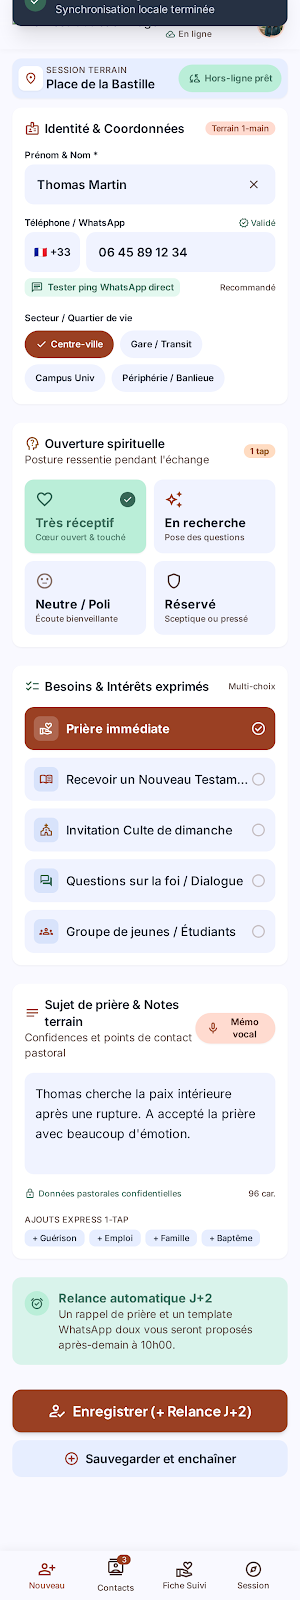 Synchronisation locale terminée
En ligne
SESSION TERRAIN
Place de la Bastille
Hors-ligne prêt
Identité & Coordonnées
Terrain 1-main
Prénom & Nom *
Thomas Martin
Téléphone / WhatsApp
Validé
+33
06 45 89 12 34
Tester ping WhatsApp direct
Recommandé
Secteur / Quartier de vie
Centre-ville
Gare / Transit
Campus Univ
Périphérie / Banlieue
Ouverture spirituelle
Posture ressentie pendant l'échange
1 tap
Très réceptif
Cœur ouvert & touché
En recherche
Pose des questions
Neutre / Poli
Écoute bienveillante
Réservé
Sceptique ou pressé
Besoins & Intérêts exprimés
Multi-choix
Prière immédiate
Recevoir un Nouveau Testam...
Invitation Culte de dimanche
Questions sur la foi / Dialogue
Groupe de jeunes / Étudiants
Sujet de prière & Notes
terrain
Confidences et points de contact
pastoral
Mémo
vocal
Thomas cherche la paix intérieure
après une rupture. A accepté la prière
avec beaucoup d'émotion.
Données pastorales confidentielles
96 car.
AJOUTS EXPRESS 1-TAP
+ Guérison
+ Emploi
+ Famille
+ Baptême
Relance automatique J+2
Un rappel de prière et un template
WhatsApp doux vous seront proposés
après-demain à 10h00.
Enregistrer (+ Relance J+2)
Sauvegarder et enchaîner
Nouveau
3
Contacts
Fiche Suivi
Session